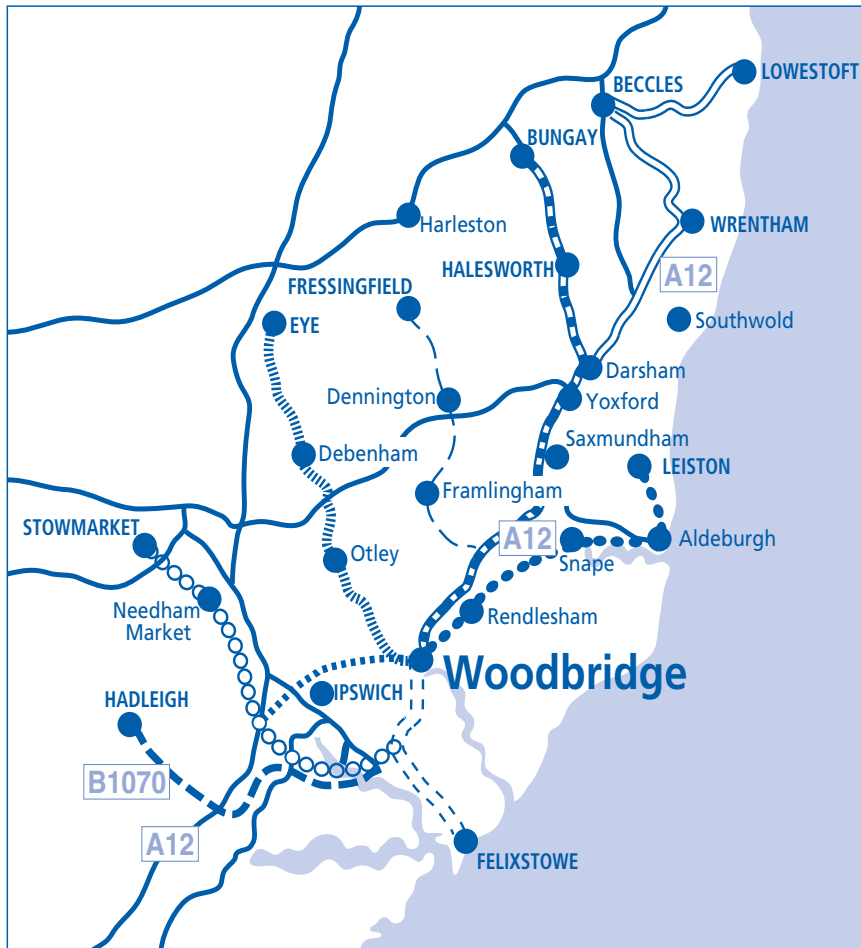 LOWESTOFT
BECCLES
BUNGAY
Harleston
WRENTHAM
HALESWORTH
A12
FRESSINGFIELD
EYE
Southwold
Darsham
Dennington
Yoxford
Saxmundham
Debenham
LEISTON
Framlingham
STOWMARKET
A12
Aldeburgh
Otley
Snape
Needham
Market
Rendlesham
Woodbridge
IPSWICH
HADLEIGH
B1070
A12
FELIXSTOWE